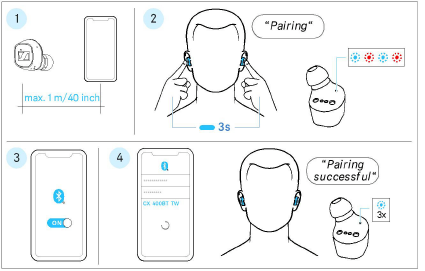 1
max. 1 m/40 inch
2
"Pairing"
3s
3
ON
4
CX 400BT TW
"Pairing
successful"
3x